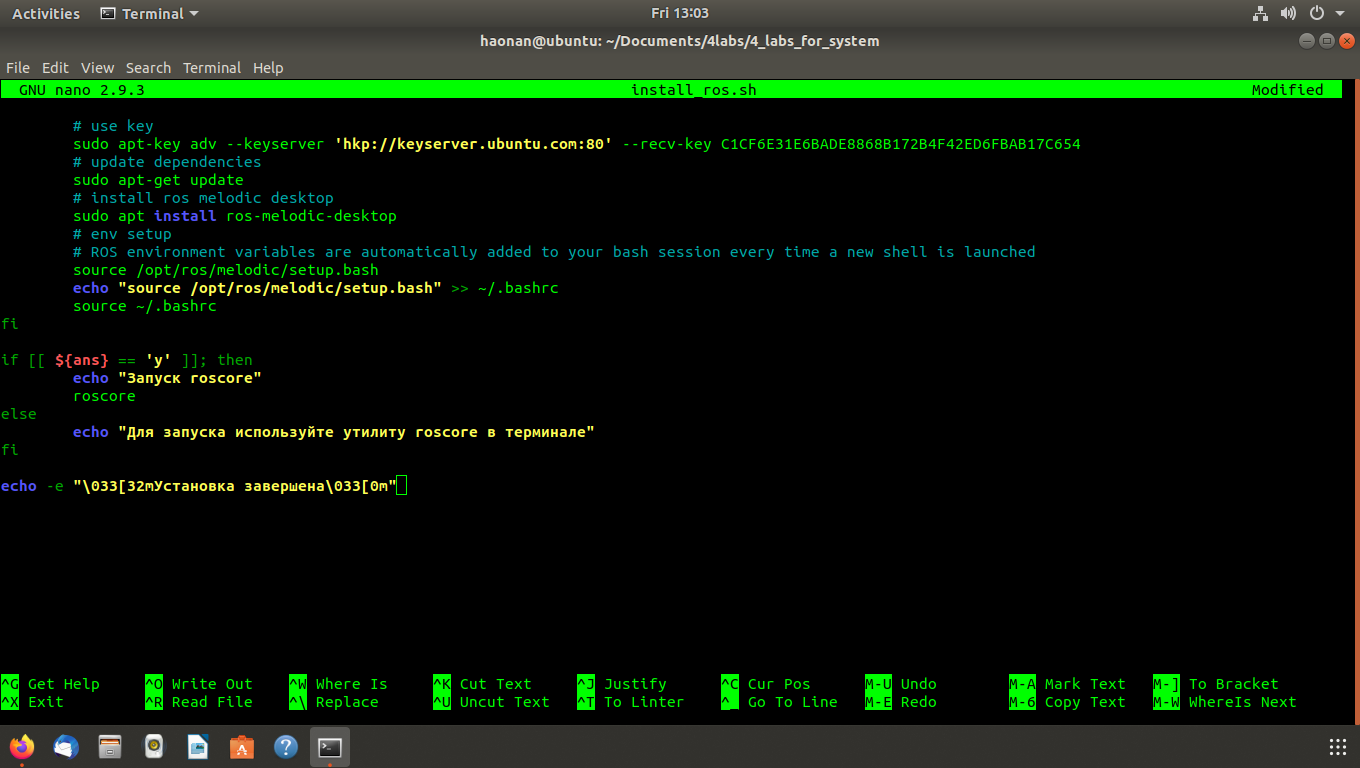 Activities Terminal Fri 13:03
haonan@ubuntu: ~/Documents/4labs/4_labs_for_system
File Edit View Search Terminal Help
GNU nano 2.9.3 install_ros.sh Modified
# use key
sudo apt-key adv --keyserver 'hkp://keyserver.ubuntu.com:80' --recv-key C1CF6E31E6BADE8868B172B4F42ED6FBAB17C654
# update dependencies
sudo apt-get update
# install ros melodic desktop
sudo apt install ros-melodic-desktop
# env setup
# ROS environment variables are automatically added to your bash session every time a new shell is launched
source /opt/ros/melodic/setup.bash
echo "source /opt/ros/melodic/setup.bash" >> ~/.bashrc
source ~/.bashrc
fi
if [[ ${ans} == 'y' ]]; then
echo "Запуск roscore"
roscore
else
echo "Для запуска используйте утилиту roscore в терминале"
fi
echo -e "\033[32mУстановка завершена\033[0m"
^G Get Help ^O Write Out ^W Where Is ^K Cut Text ^J Justify ^C Cur Pos M-U Undo M-A Mark Text M-] To Bracket
^X Exit ^R Read File ^\ Replace ^U Uncut Text ^T To Linter ^_ Go To Line M-E Redo M-6 Copy Text M-W WhereIs Next